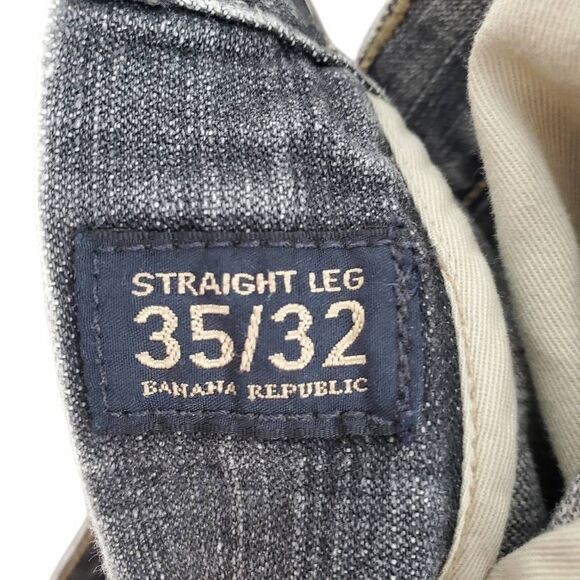 STRAIGHT LEG
35/32
BANANA REPUBLIC